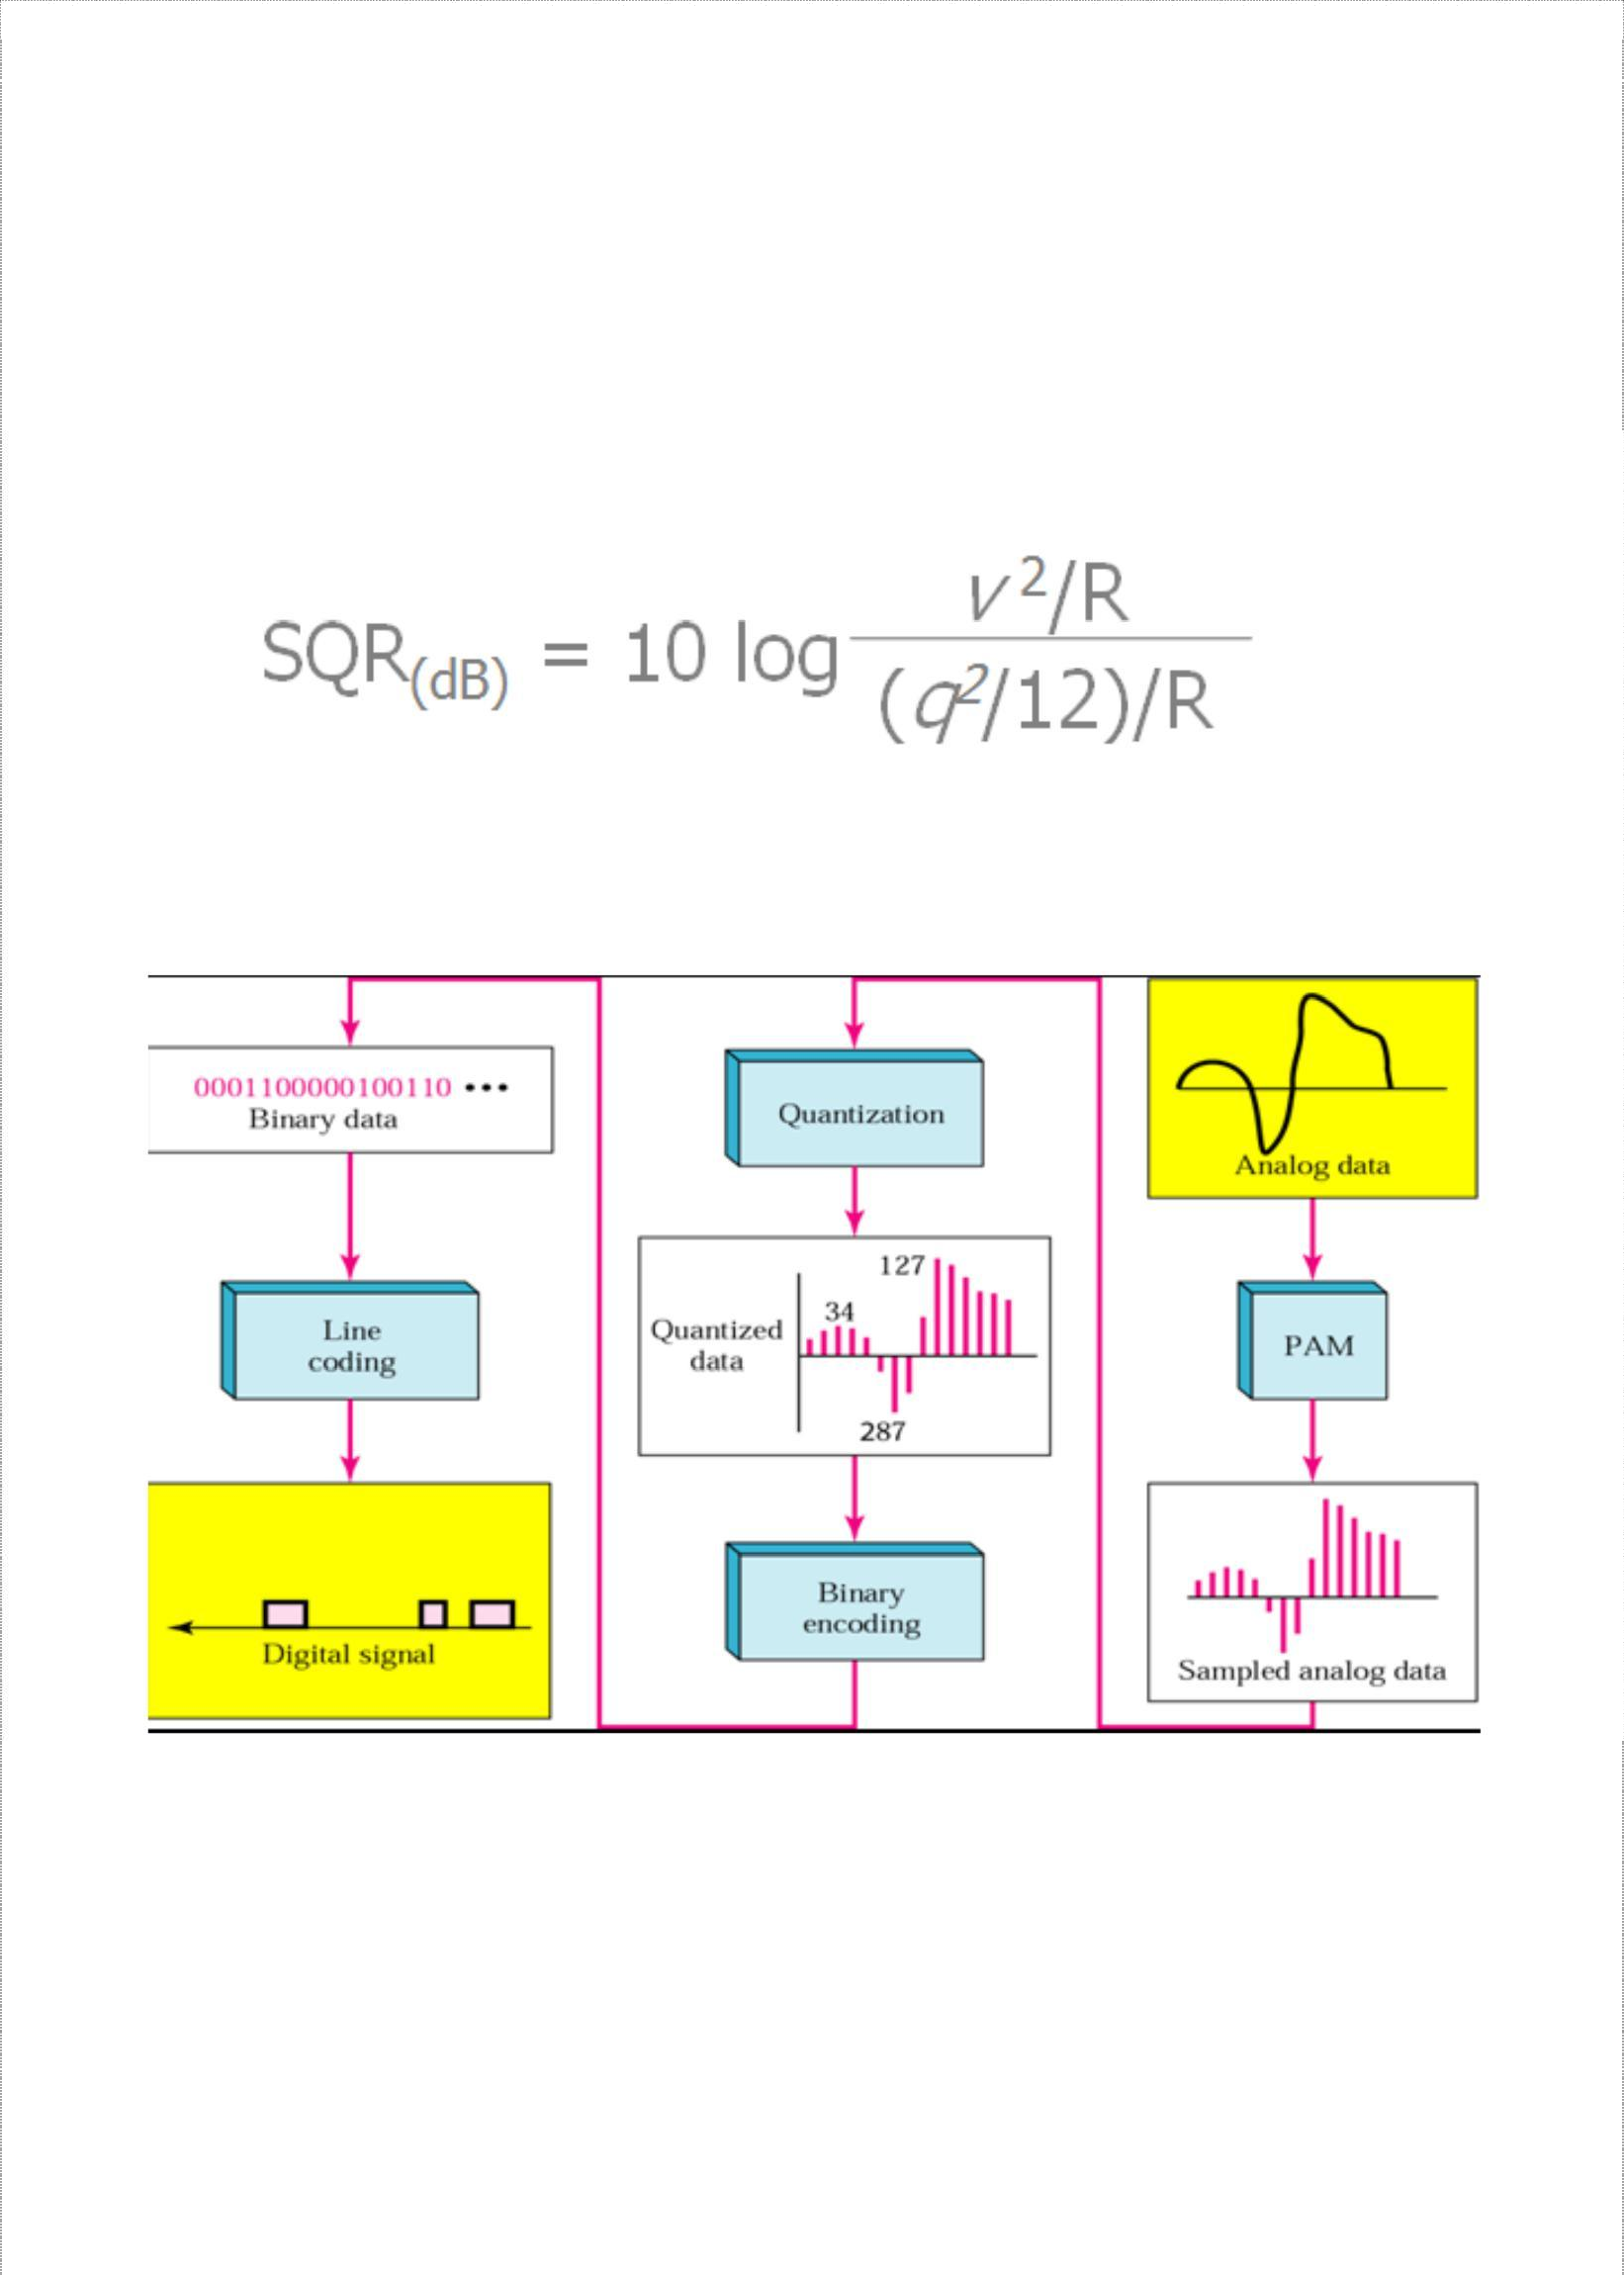 SQR(dB) = 10 log v²/R
(q²/12)/R
0001100000100110 •••
Binary data
Line
coding
Digital signal
Quantization
127
34
Quantized
data
287
Binary
encoding
Analog data
PAM
Sampled analog data